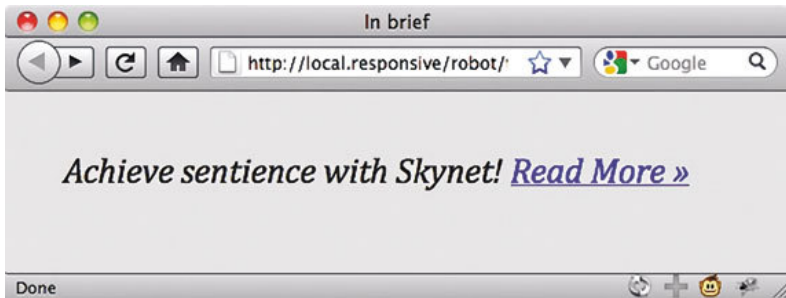 In brief
http://local.responsive/robot/
Google
Achieve sentience with Skynet! Read More »
Done